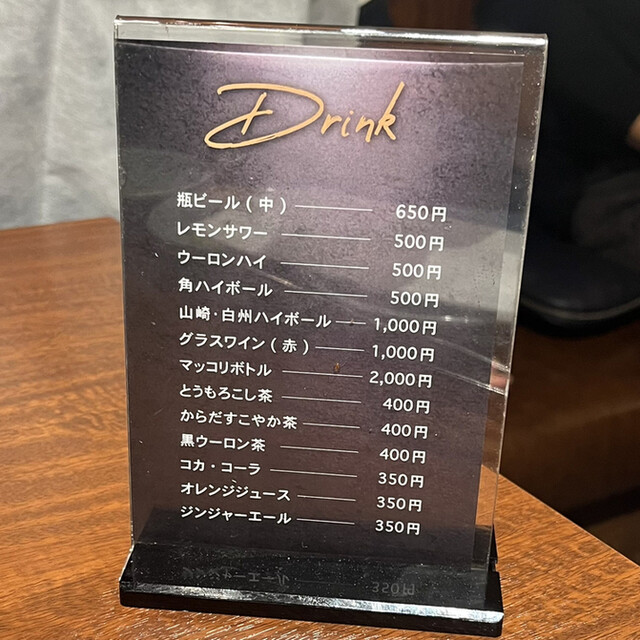 Drink
瓶ビール(中) 650円
レモンサワー 500円
ウーロンハイ 500円
角ハイボール 500円
山崎・白州ハイボール 1,000円
グラスワイン(赤) 1,000円
マッコリボトル 2,000円
とうもろこし茶 400円
からだすこやか茶 400円
黒ウーロン茶 400円
コカ・コーラ 350円
オレンジジュース 350円
ジンジャーエール 350円